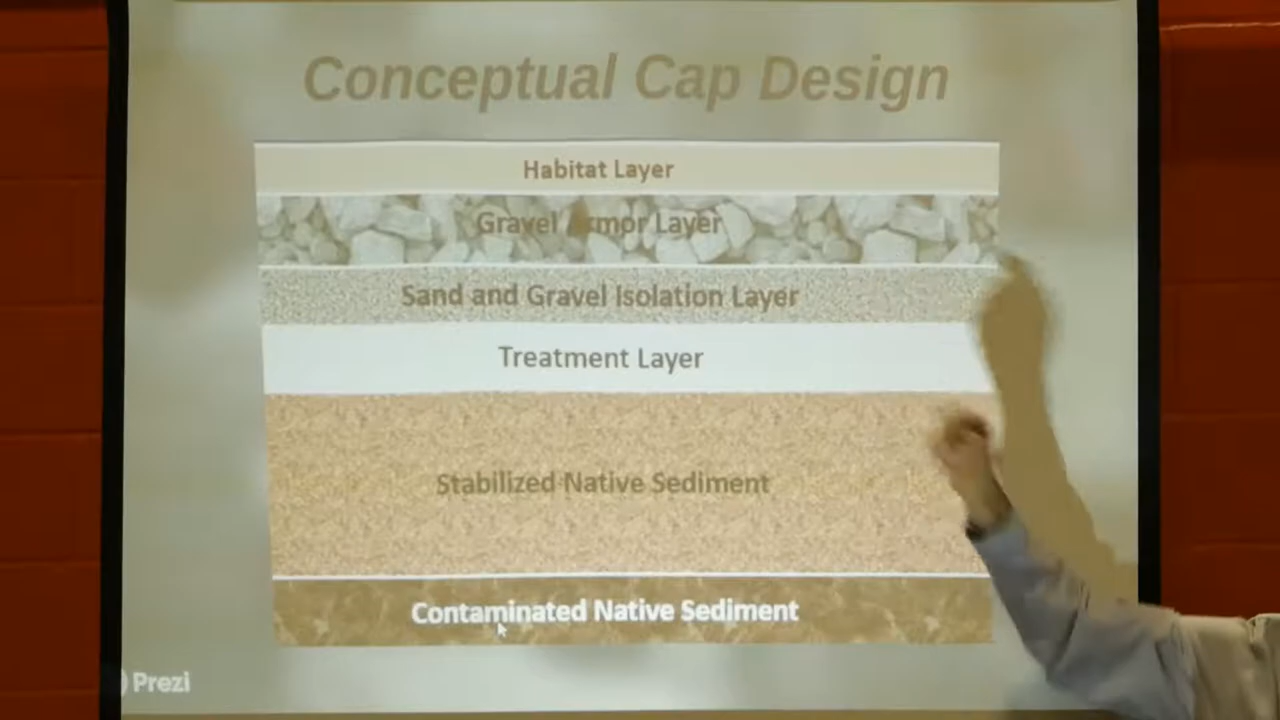 Conceptual Cap Design
Habitat Layer
Gravel Armor Layer
Sand and Gravel Isolation Layer
Treatment Layer
Stabilized Native Sediment
Contaminated Native Sediment
Prezi